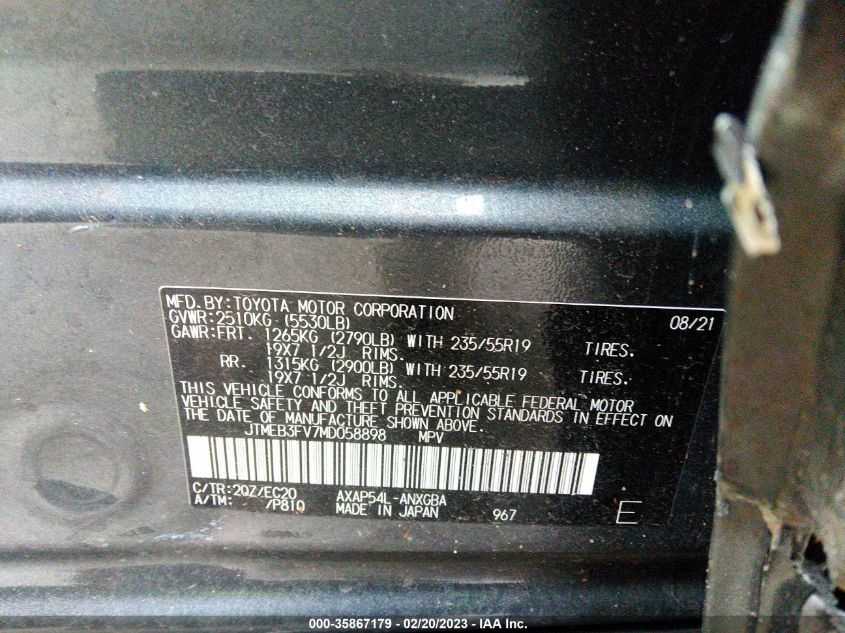 MFD. BY: TOYOTA MOTOR CORPORATION 08/21
GVWR: 2510KG (5530LB)
GAWR: FRT. 1265KG (2790LB) WITH 235/55R19 TIRES.
19X7 1/2J RIMS.
RR. 1315KG (2900LB) WITH 235/55R19 TIRES.
19X7 1/2J RIMS.
THIS VEHICLE CONFORMS TO ALL APPLICABLE FEDERAL MOTOR
VEHICLE SAFETY AND THEFT PREVENTION STANDARDS IN EFFECT ON
THE DATE OF MANUFACTURE SHOWN ABOVE.
JTMEB3FV7MD058898 MPV
C/TR: 2QZ/EC20 AXAP54L-ANXGBA
A/TM: /P810 MADE IN JAPAN 967 E
000-35867179 — 02/20/2023 — IAA Inc.